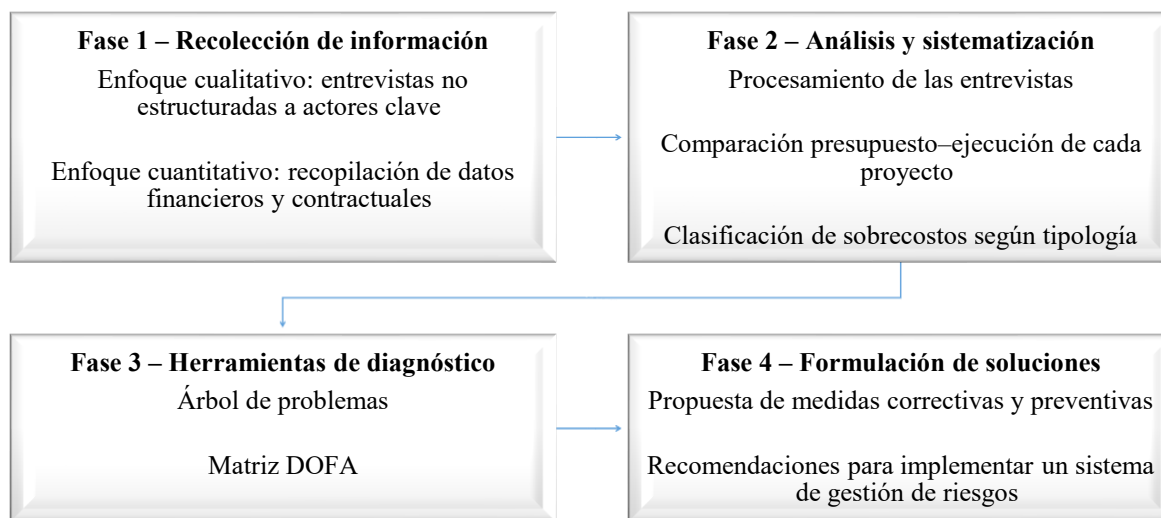 Fase 1 – Recolección de información
Enfoque cualitativo: entrevistas no
estructuradas a actores clave
Enfoque cuantitativo: recopilación de datos
financieros y contractuales
Fase 2 – Análisis y sistematización
Procesamiento de las entrevistas
Comparación presupuesto–ejecución de cada
proyecto
Clasificación de sobrecostos según tipología
Fase 3 – Herramientas de diagnóstico
Árbol de problemas
Matriz DOFA
Fase 4 – Formulación de soluciones
Propuesta de medidas correctivas y preventivas
Recomendaciones para implementar un sistema
de gestión de riesgos